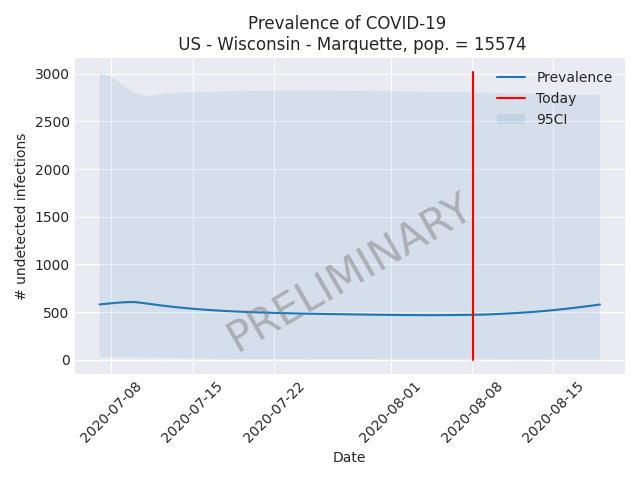 Prevalence of COVID-19
US - Wisconsin - Marquette, pop. = 15574
# undetected infections
3000
2500
2000
1500
1000
500
0
Prevalence
Today
95CI
PRELIMINARY
2020-07-08
2020-07-15
2020-07-22
2020-08-01
2020-08-08
2020-08-15
Date